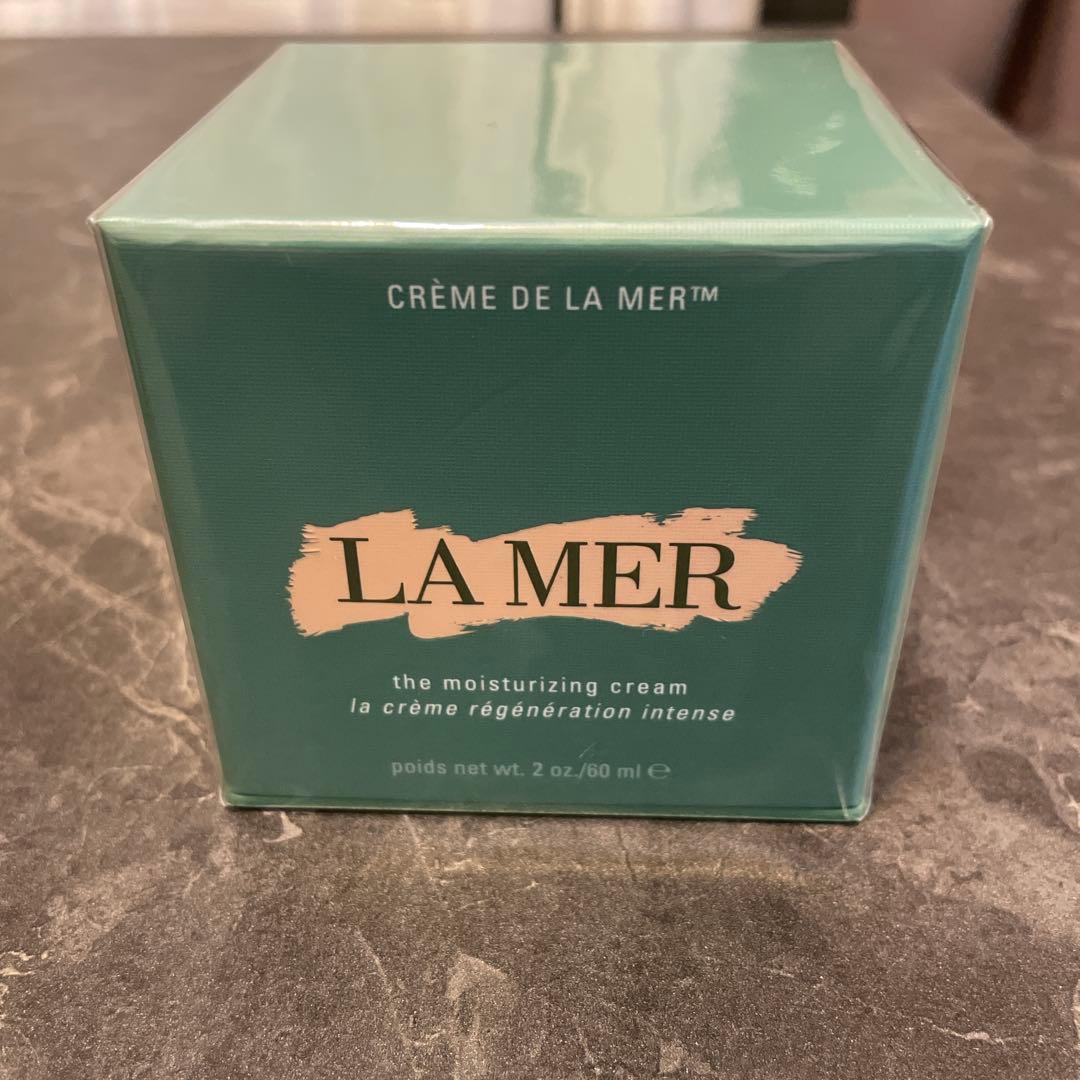 CRÈME DE LA MER™
LA MER
the moisturizing cream
la crème régénération intense
poids net wt. 2 oz./60 ml ℮